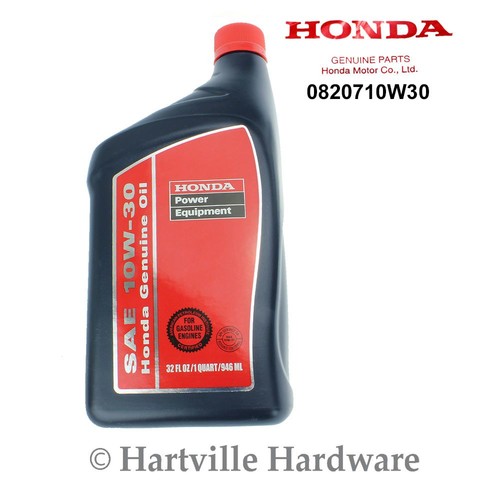 HONDA
GENUINE PARTS
Honda Motor Co., Ltd.
0820710W30
HONDA
Power
Equipment
SAE 10W-30
Honda Genuine Oil
FOR
GASOLINE
ENGINES
32 FL OZ/1 QUART/946 ML
© Hartville Hardware